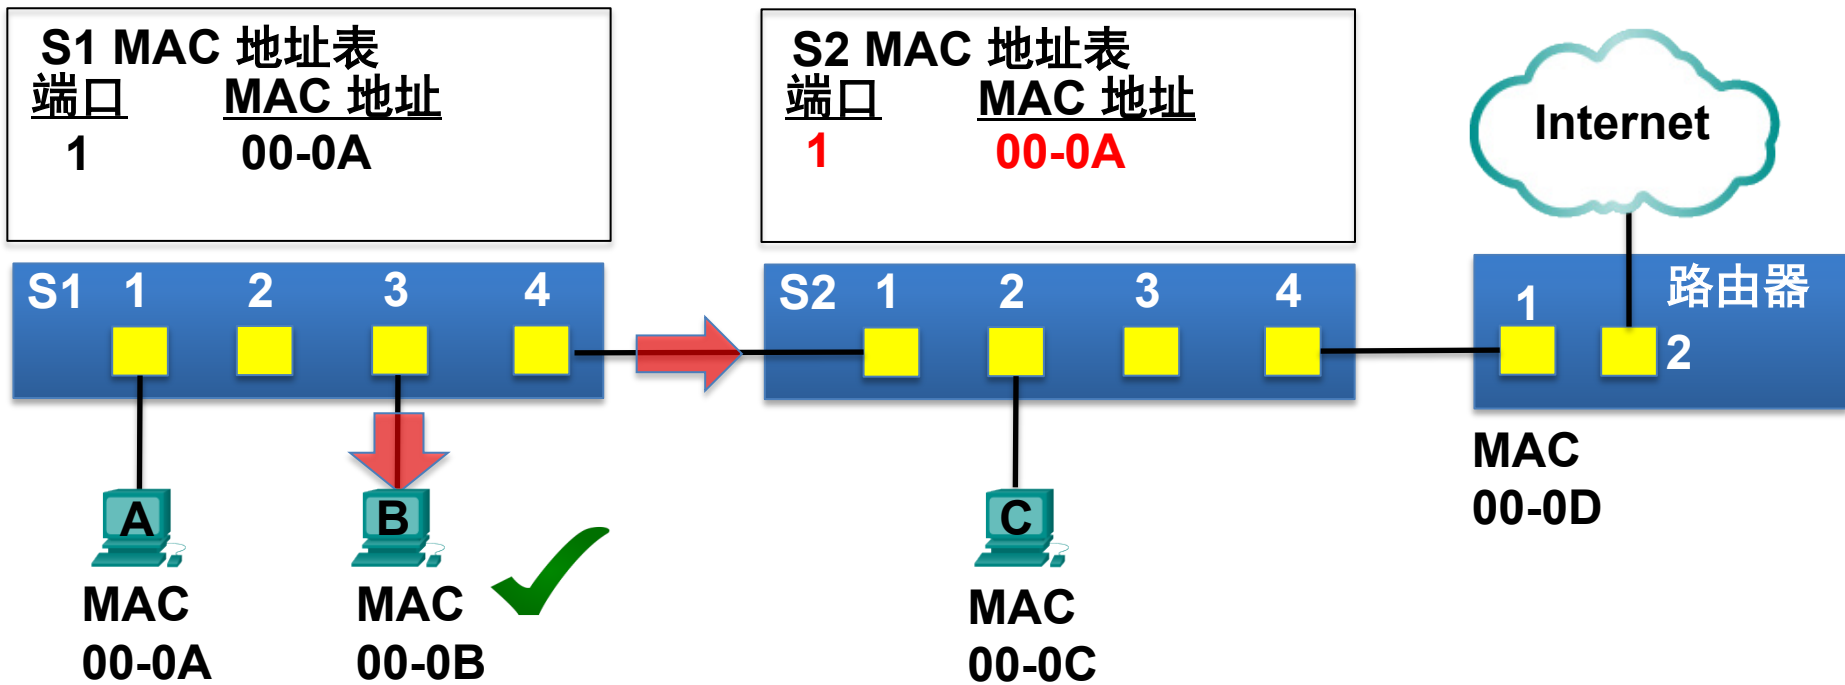 S1 MAC 地址表
端口 MAC 地址
1 00-0A
S2 MAC 地址表
端口 MAC 地址
1 00-0A
Internet
S1 1 2 3 4
S2 1 2 3 4
路由器
1
2
A
B
C
MAC
00-0A
MAC
00-0B
MAC
00-0C
MAC
00-0D